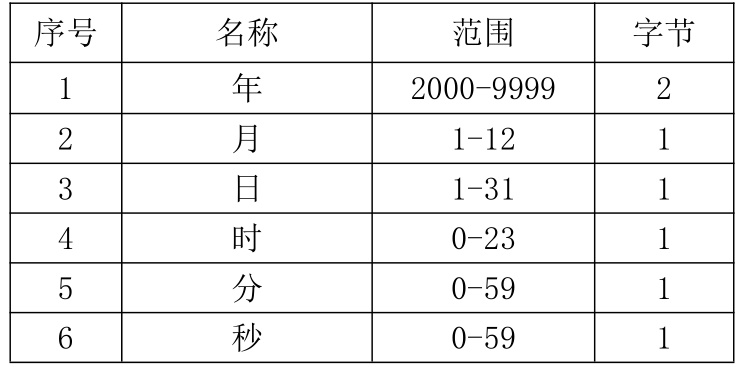 序号 名称 范围 字节
1 年 2000-9999 2
2 月 1-12 1
3 日 1-31 1
4 时 0-23 1
5 分 0-59 1
6 秒 0-59 1